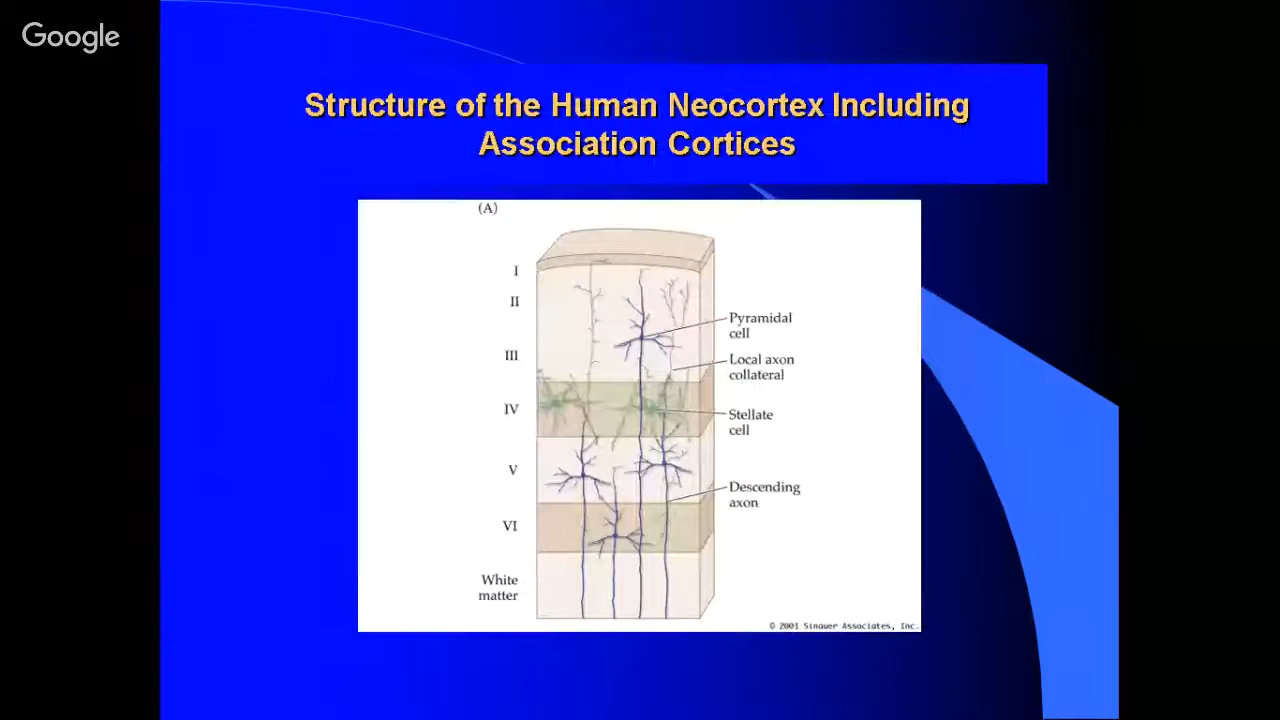 Google
Structure of the Human Neocortex Including
Association Cortices
(A)
I
II
III
IV
V
VI
White
matter
Pyramidal
cell
Local axon
collateral
Stellate
cell
Descending
axon
© 2001 Sinauer Associates, Inc.